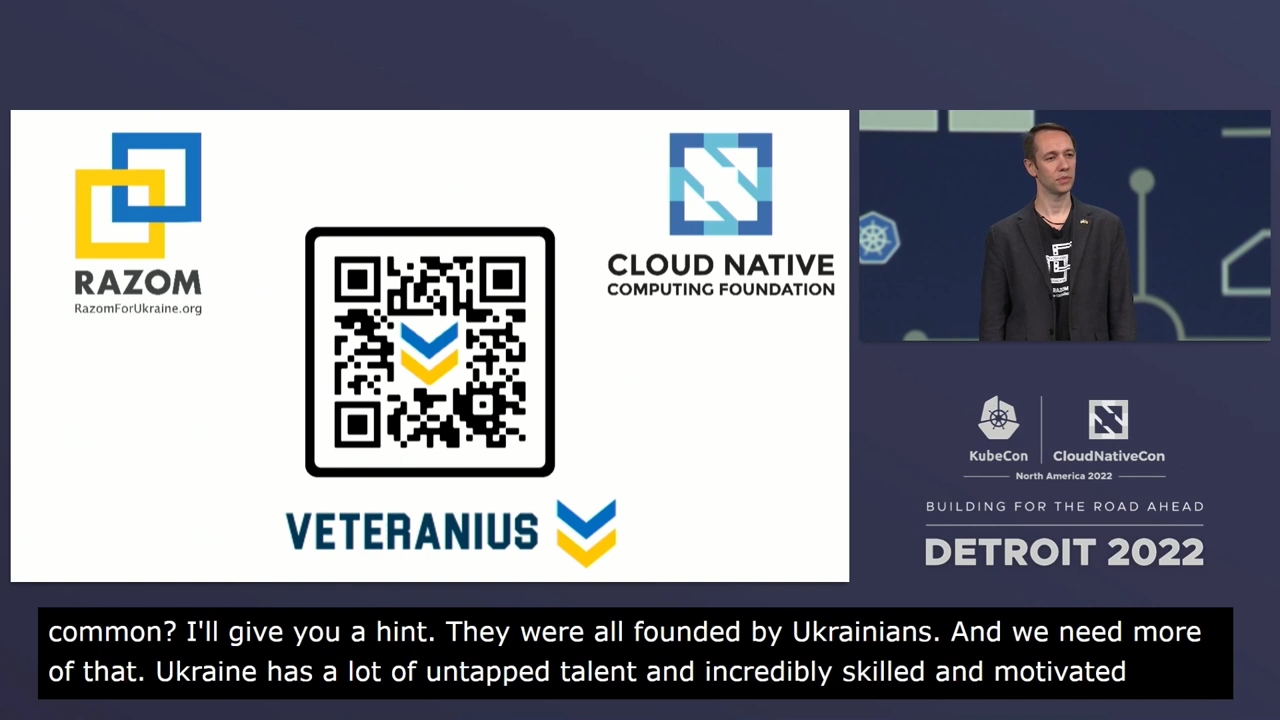 RAZOM
RazomForUkraine.org
CLOUD NATIVE
COMPUTING FOUNDATION
VETERANIUS
RAZOM
KubeCon
CloudNativeCon
North America 2022
BUILDING FOR THE ROAD AHEAD
DETROIT 2022
common? I'll give you a hint. They were all founded by Ukrainians. And we need more
of that. Ukraine has a lot of untapped talent and incredibly skilled and motivated